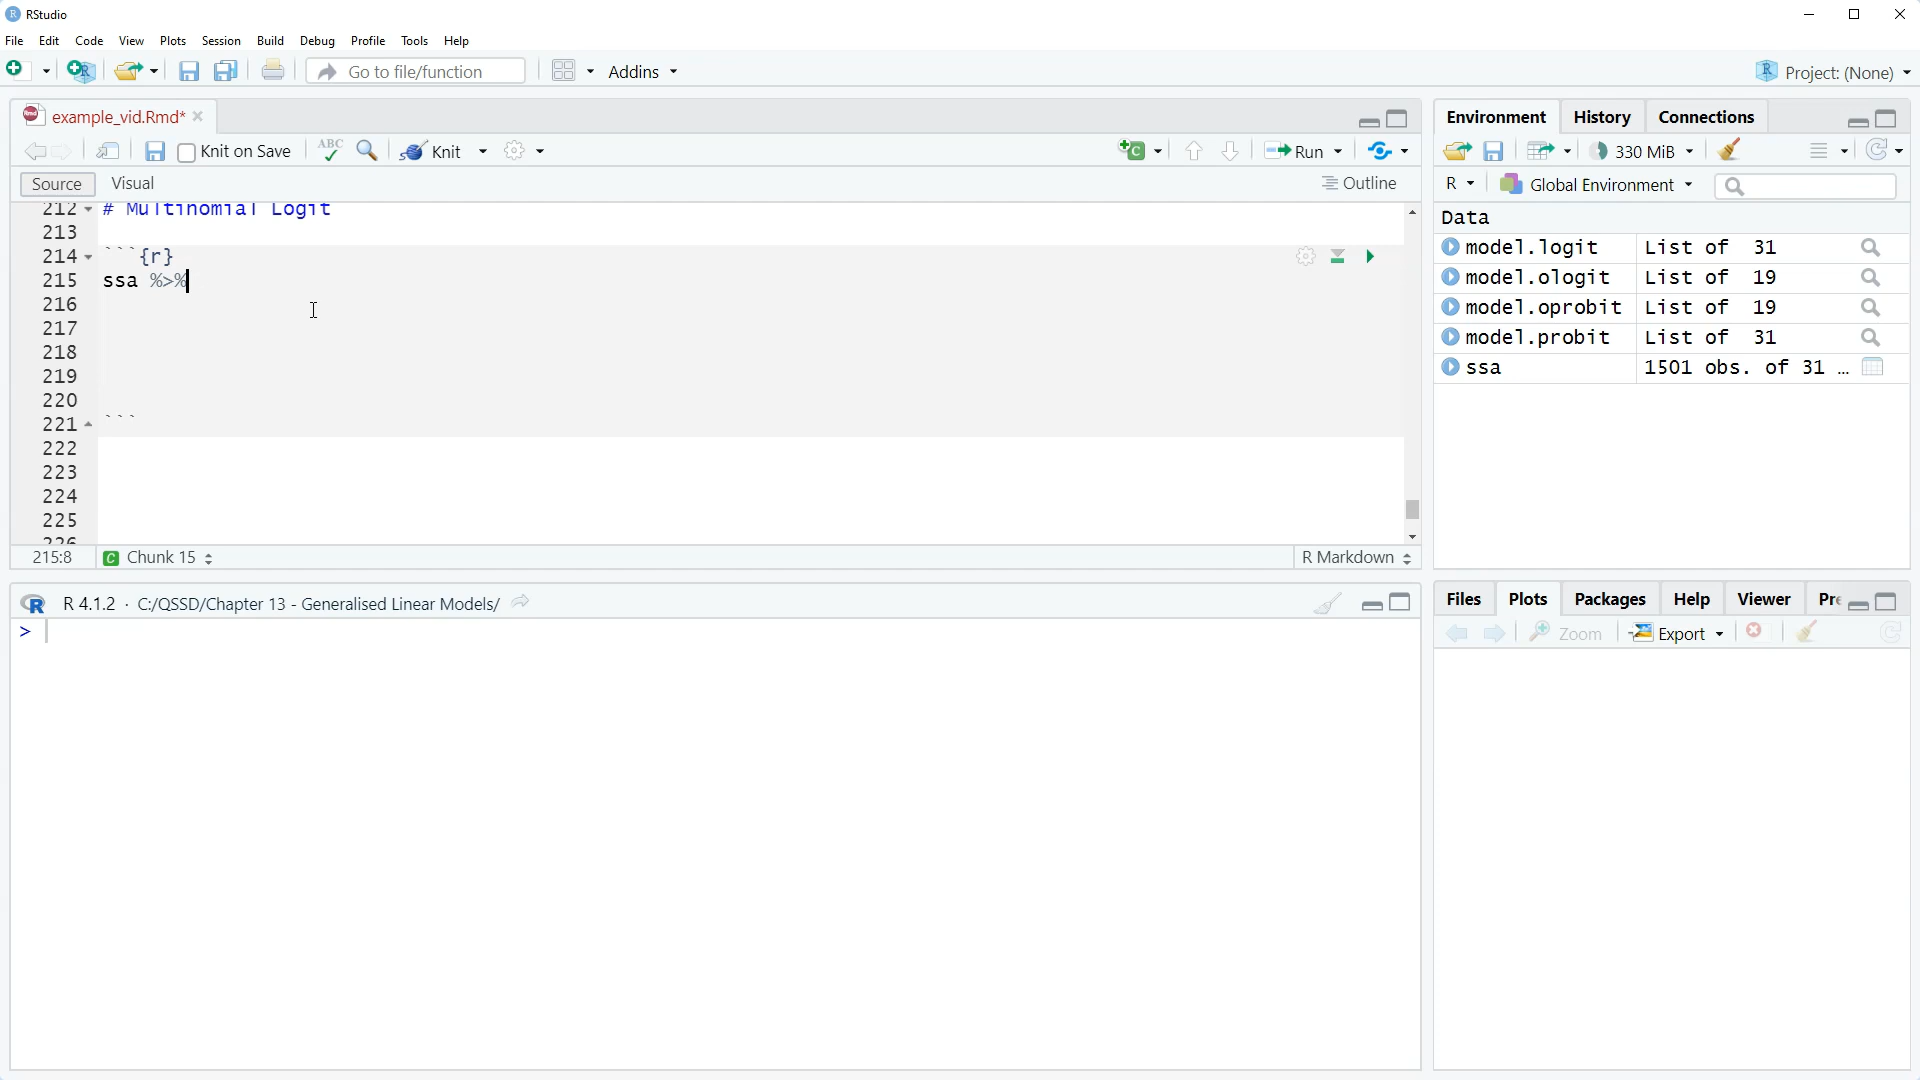 RStudio
File Edit Code View Plots Session Build Debug Profile Tools Help
Go to file/function Addins Project: (None)
example_vid.Rmd*
Knit on Save ABC Knit Run
Source Visual Outline
212 # Multinomial Logit
213
214 ```{r}
215 ssa %>%
216
217
218
219
220
221 ```
222
223
224
225
226
215:8 Chunk 15 R Markdown
R 4.1.2 · C:/QSSD/Chapter 13 - Generalised Linear Models/
>
Environment History Connections
330 MiB
R Global Environment
Data
model.logit List of 31
model.ologit List of 19
model.oprobit List of 19
model.probit List of 31
ssa 1501 obs. of 31 …
Files Plots Packages Help Viewer Pre
Zoom Export